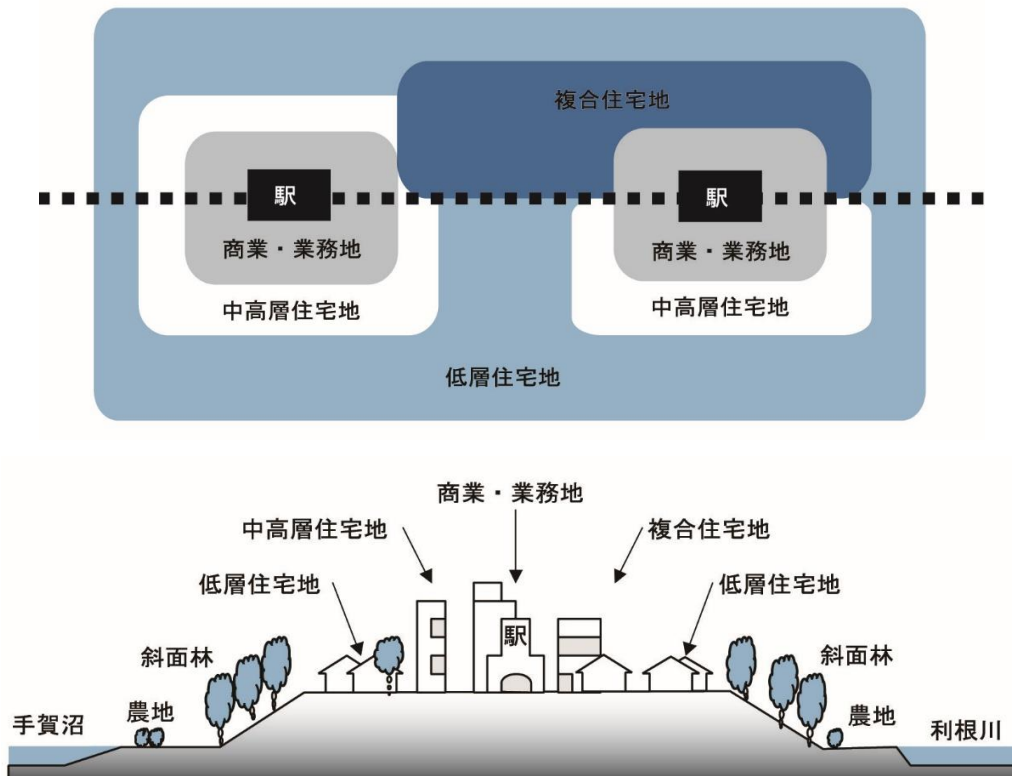 複合住宅地
駅
駅
商業・業務地
商業・業務地
中高層住宅地
中高層住宅地
低層住宅地
商業・業務地
中高層住宅地
複合住宅地
低層住宅地
低層住宅地
駅
斜面林
斜面林
農地
農地
手賀沼
利根川